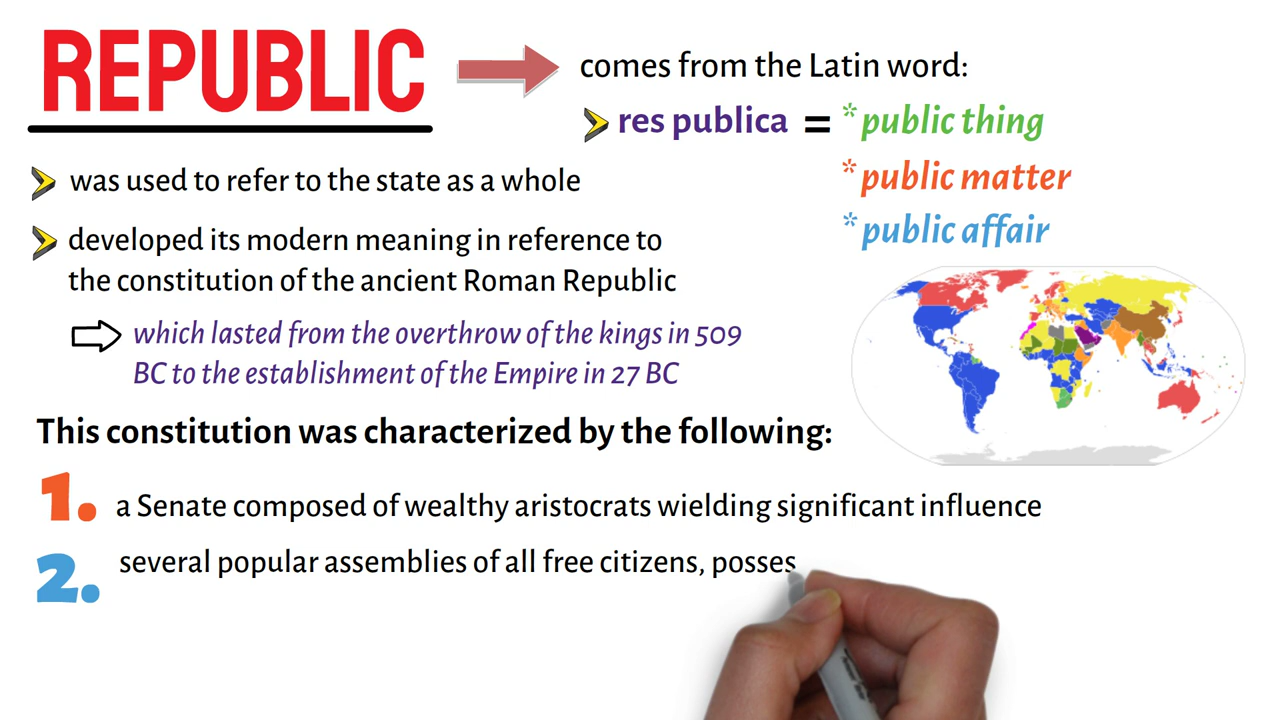 REPUBLIC
comes from the Latin word:
res publica = * public thing
* public matter
* public affair
was used to refer to the state as a whole
developed its modern meaning in reference to
the constitution of the ancient Roman Republic
which lasted from the overthrow of the kings in 509
BC to the establishment of the Empire in 27 BC
This constitution was characterized by the following:
1. a Senate composed of wealthy aristocrats wielding significant influence
2. several popular assemblies of all free citizens, posses